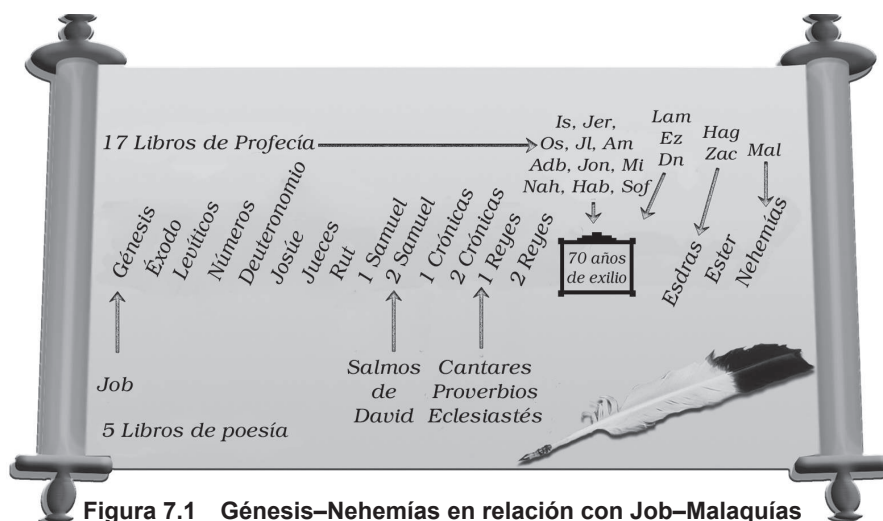 17 Libros de Profecía
Is, Jer,
Os, Jl, Am
Adb, Jon, Mi
Nah, Hab, Sof
Lam
Ez
Dn
Hag
Zac
Mal
Génesis
Éxodo
Levíticos
Números
Deuteronomio
Josúe
Jueces
Rut
1 Samuel
2 Samuel
1 Crónicas
2 Crónicas
1 Reyes
2 Reyes
70 años
de exilio
Esdras
Ester
Nehemías
Job
Salmos
de
David
Cantares
Proverbios
Eclesiastés
5 Libros de poesía
Figura 7.1 Génesis–Nehemías en relación con Job–Malaquías